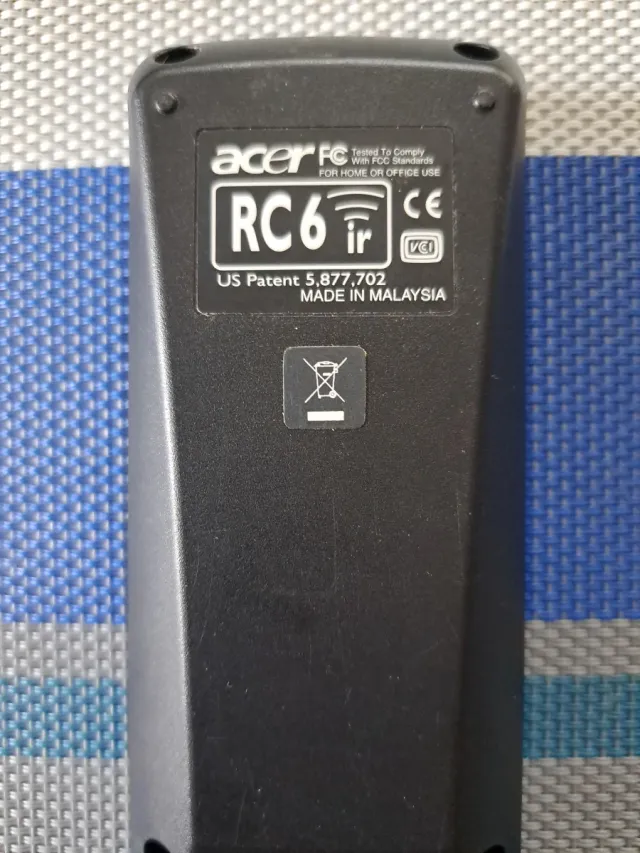 acer FC Tested To Comply
With FCC Standards
FOR HOME OR OFFICE USE
RC6 ir CE
VCCI
US Patent 5,877,702
MADE IN MALAYSIA